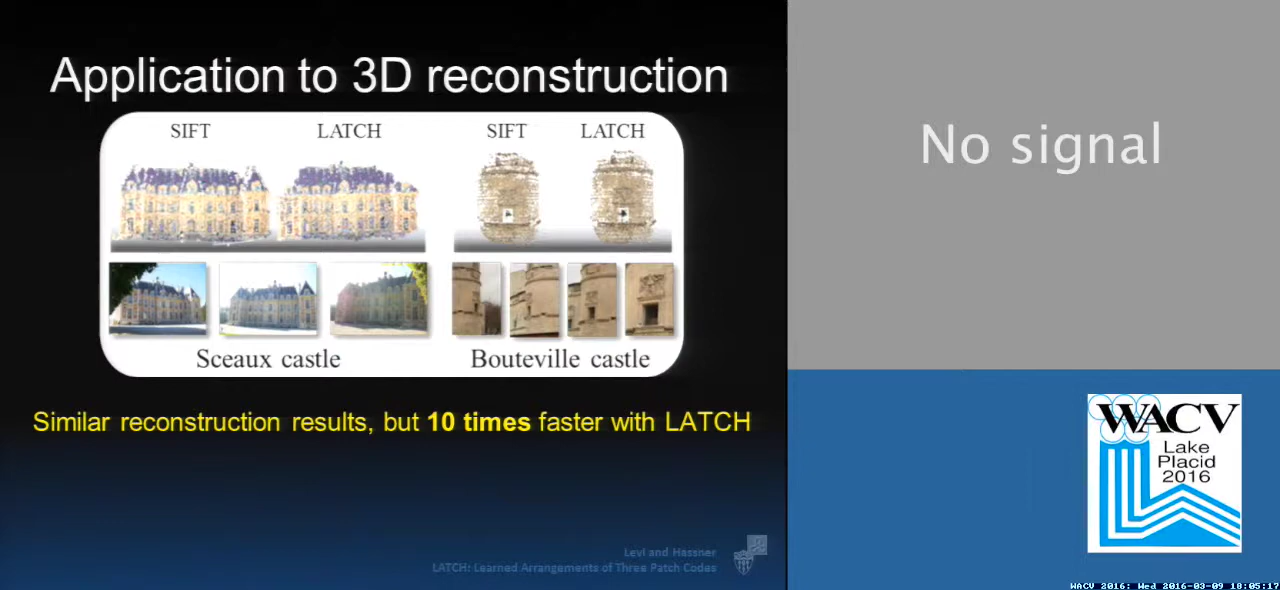 Application to 3D reconstruction
SIFT LATCH SIFT LATCH
Sceaux castle Bouteville castle
Similar reconstruction results, but 10 times faster with LATCH
Levi and Hassner
LATCH: Learned Arrangements of Three Patch Codes
No signal
WACV
Lake
Placid
2016
WACV 2016: Wed 2016-03-09 18:05:17